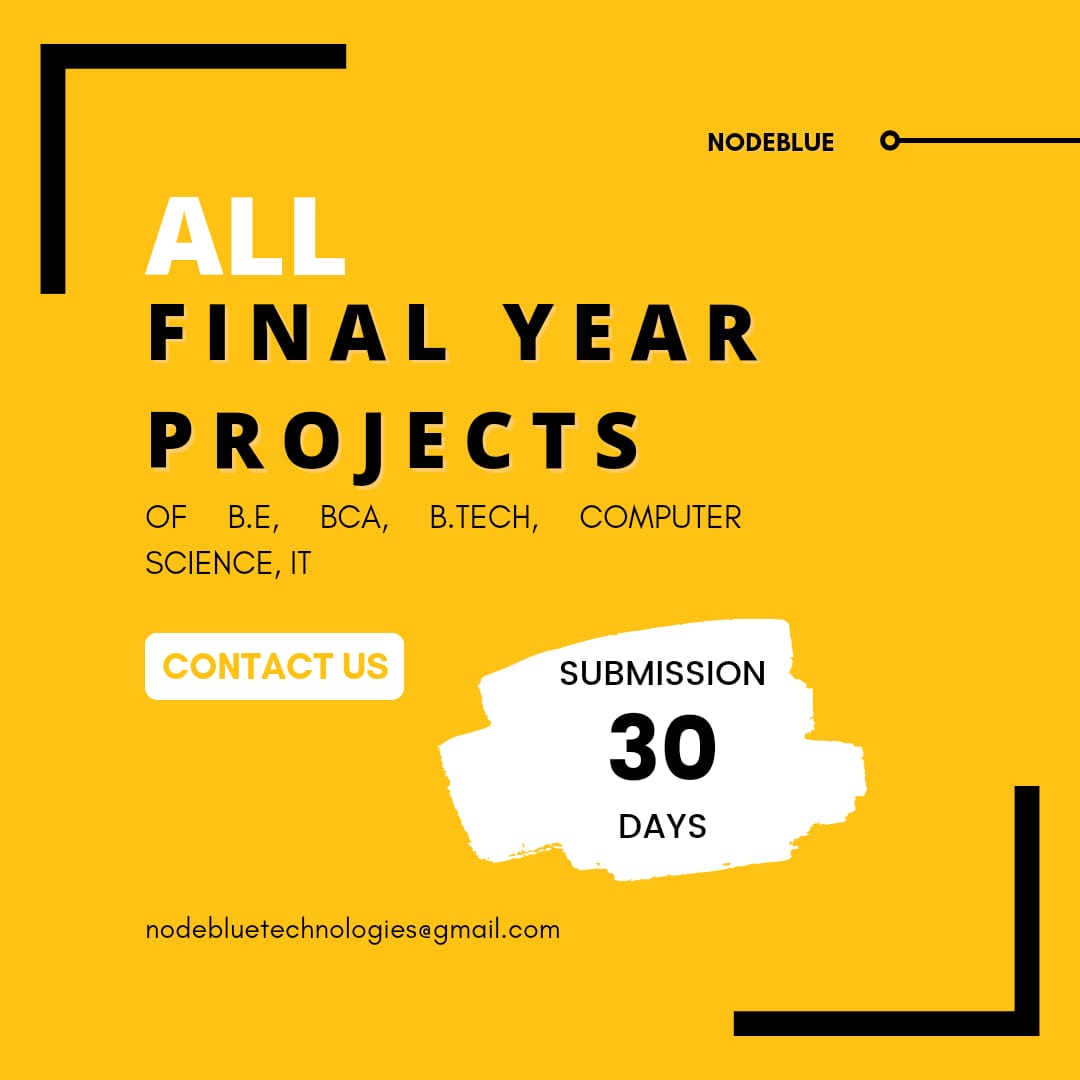 NODEBLUE
ALL
FINAL YEAR
PROJECTS
OF B.E, BCA, B.TECH, COMPUTER
SCIENCE, IT
CONTACT US
SUBMISSION
30
DAYS
nodebluetechnologies@gmail.com